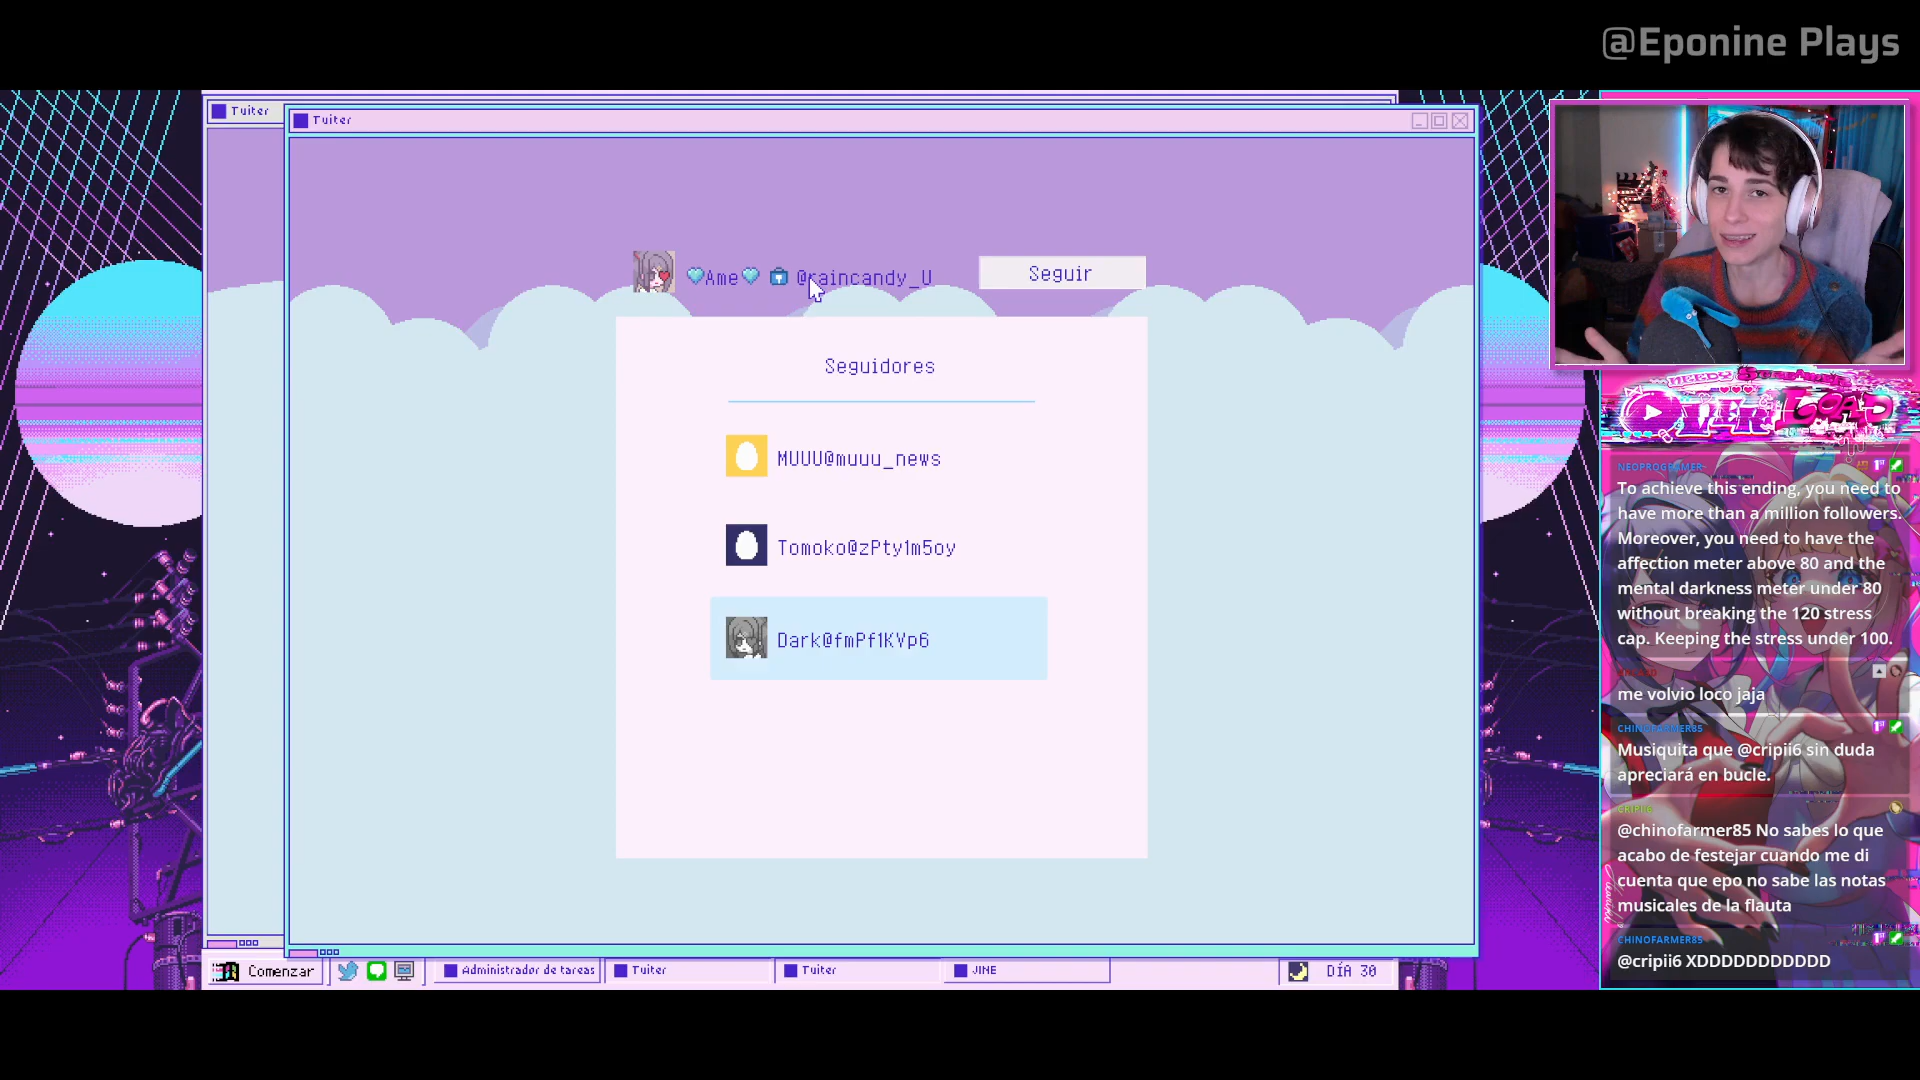 @Eponine Plays
Tuiter
Tuiter
Ame @raincandy_U
Seguir
Seguidores
MUUU@muuu_news
Tomoko@zPty1m5oy
Dark@fmPf1KVp6
Comenzar
Administrador de tareas
Tuiter
Tuiter
JINE
DÍA 30
NEEDY
OVERLOAD
To achieve this ending, you need to
have more than a million followers.
Moreover, you need to have the
affection meter above 80 and the
mental darkness meter under 80
without breaking the 120 stress
cap. Keeping the stress under 100.
me volvio loco jaja
CHINOFARMER85
Musiquita que @cripii6 sin duda
apreciará en bucle.
CRIPII6
@chinofarmer85 No sabes lo que
acabo de festejar cuando me di
cuenta que epo no sabe las notas
musicales de la flauta
CHINOFARMER85
@cripii6 XDDDDDDDDDDD